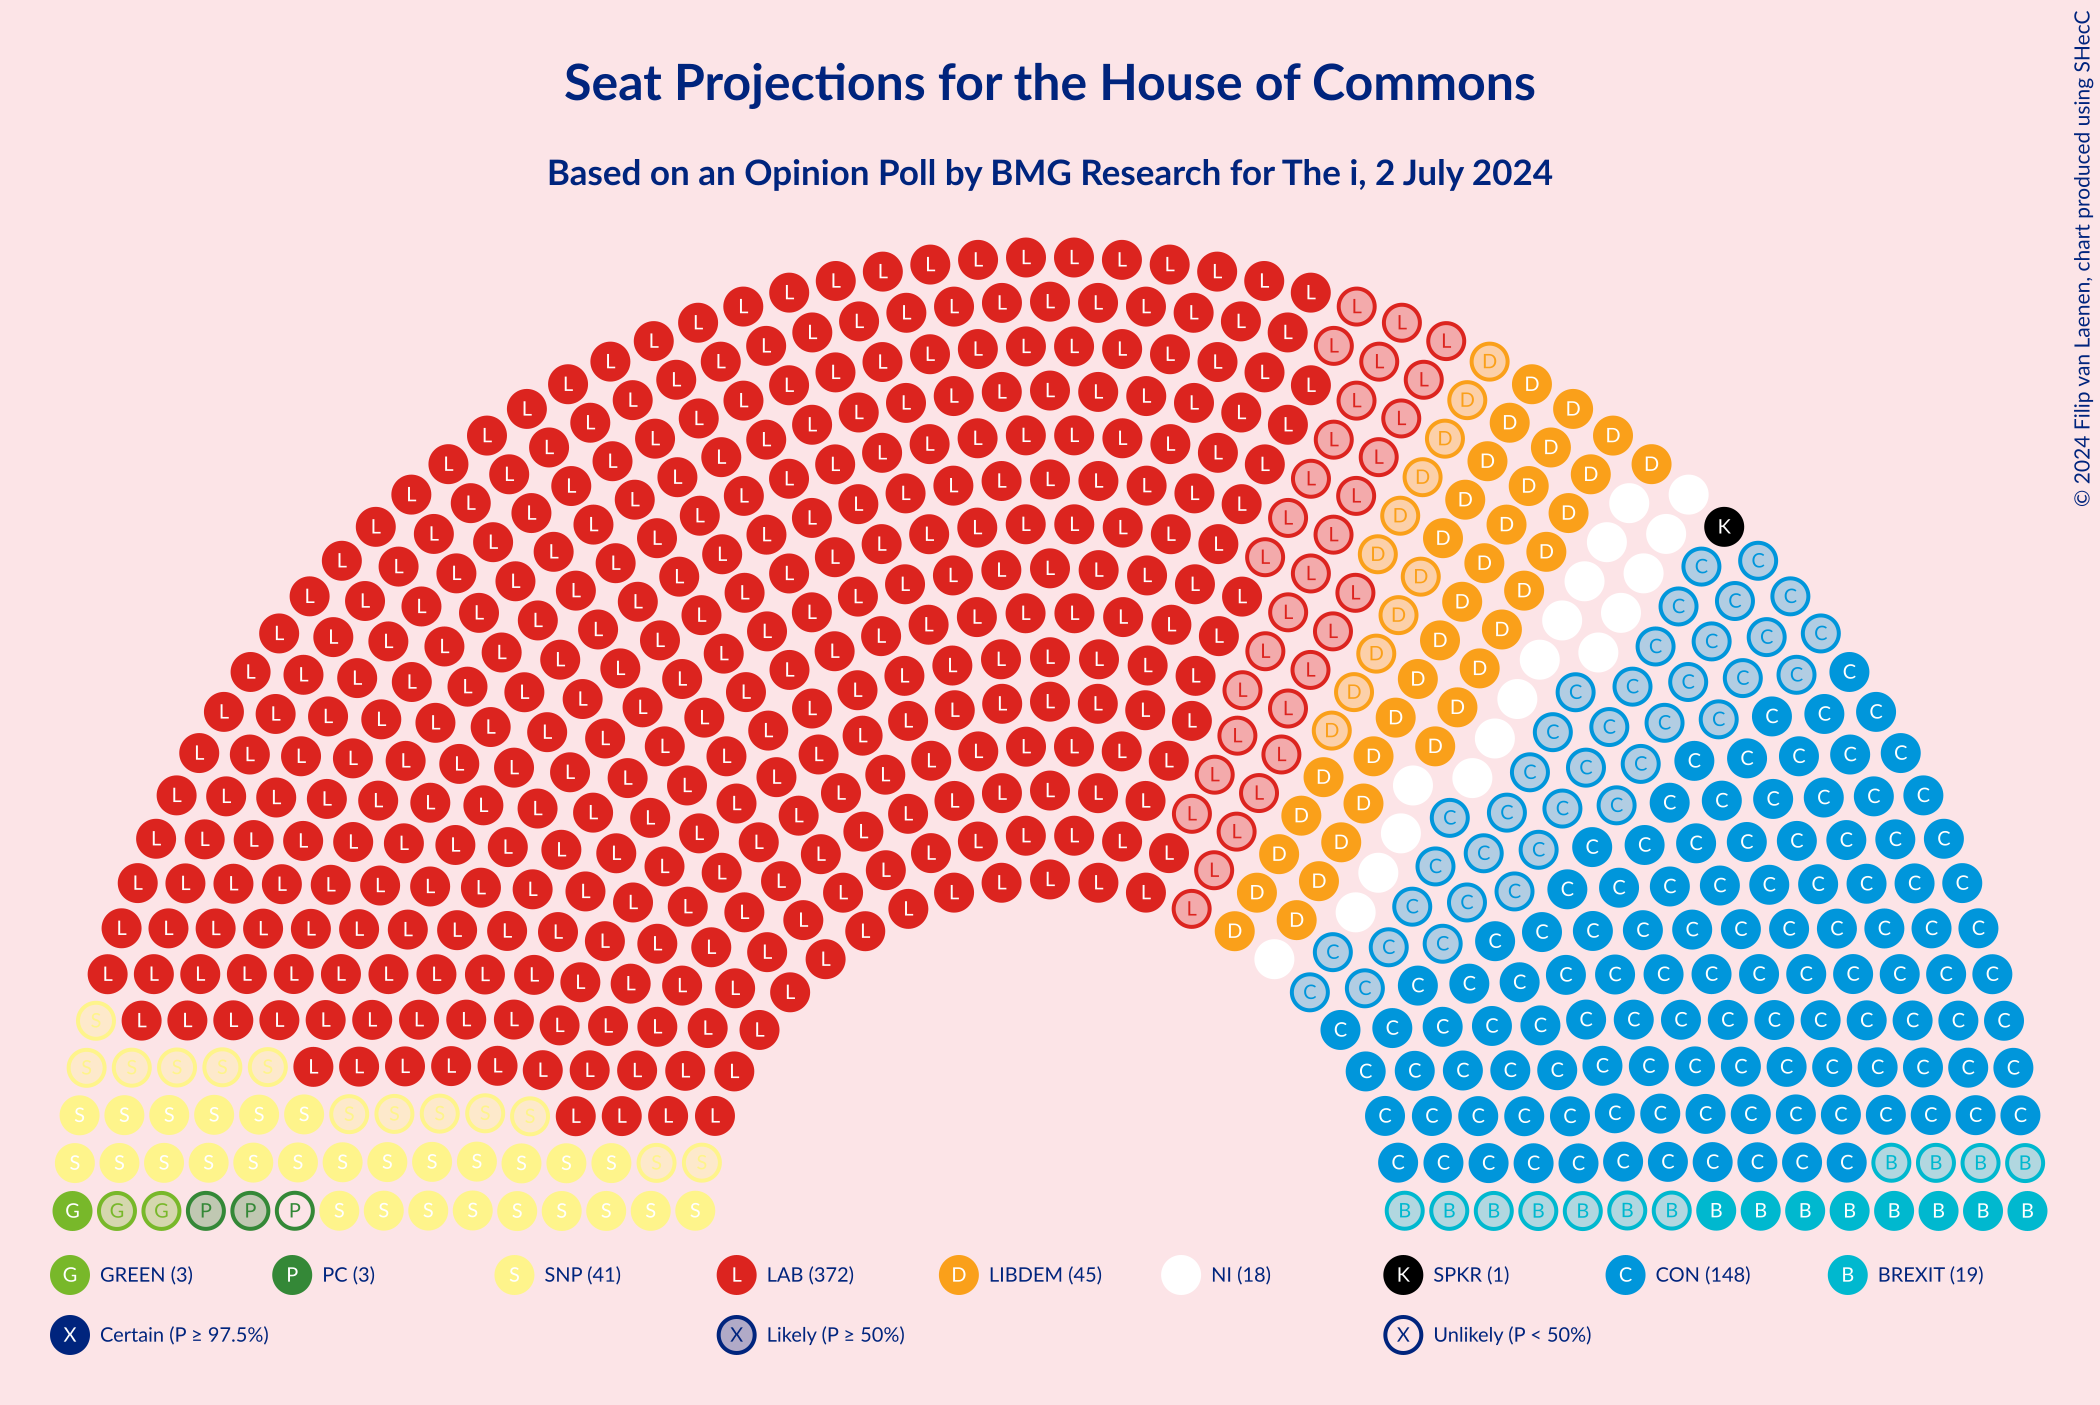 Seat Projections for the House of Commons
Based on an Opinion Poll by BMG Research for The i, 2 July 2024
© 2024 Filip van Laenen, chart produced using SHecC
G GREEN (3)
P PC (3)
S SNP (41)
L LAB (372)
D LIBDEM (45)
NI (18)
K SPKR (1)
C CON (148)
B BREXIT (19)
X Certain (P ≥ 97.5%)
X Likely (P ≥ 50%)
X Unlikely (P < 50%)